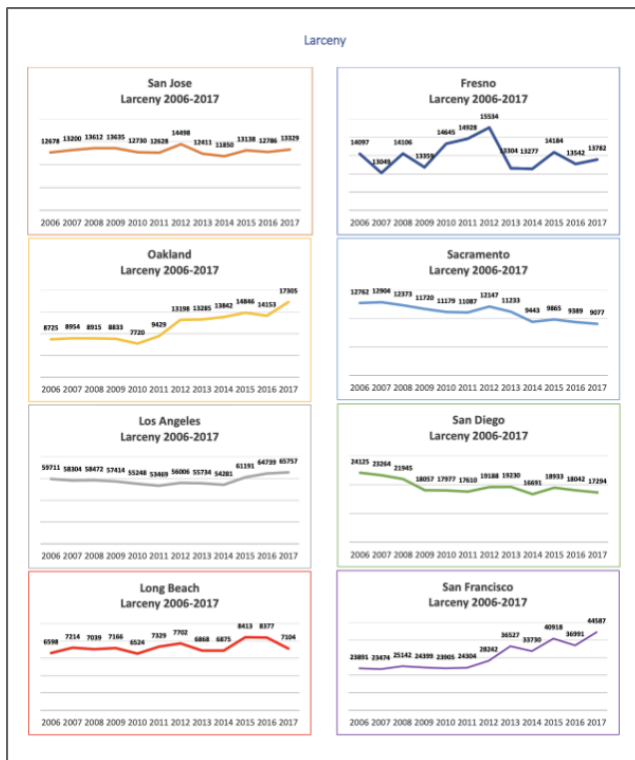 Larceny
San Jose
Larceny 2006-2017
12678 13200 13612 13635 12730 12628 14498 12411 11850 13138 12786 13329
2006 2007 2008 2009 2010 2011 2012 2013 2014 2015 2016 2017
Fresno
Larceny 2006-2017
14097 13049 14106 13359 14645 14928 15534 13304 13277 14184 13542 13782
2006 2007 2008 2009 2010 2011 2012 2013 2014 2015 2016 2017
Oakland
Larceny 2006-2017
8725 8954 8915 8833 7720 9429 13198 13285 13842 14846 14153 17305
2006 2007 2008 2009 2010 2011 2012 2013 2014 2015 2016 2017
Sacramento
Larceny 2006-2017
12762 12904 12373 11720 11179 11087 12147 11233 9443 9865 9389 9077
2006 2007 2008 2009 2010 2011 2012 2013 2014 2015 2016 2017
Los Angeles
Larceny 2006-2017
59711 58304 58472 57414 55248 53469 56006 55734 54281 61191 64739 65757
2006 2007 2008 2009 2010 2011 2012 2013 2014 2015 2016 2017
San Diego
Larceny 2006-2017
24125 23264 21945 18057 17977 17610 19188 19230 16691 18933 18042 17294
2006 2007 2008 2009 2010 2011 2012 2013 2014 2015 2016 2017
Long Beach
Larceny 2006-2017
6598 7214 7039 7166 6524 7329 7702 6868 6875 8413 8377 7104
2006 2007 2008 2009 2010 2011 2012 2013 2014 2015 2016 2017
San Francisco
Larceny 2006-2017
23891 23474 25142 24399 23905 24304 28242 36527 33730 40918 36991 44587
2006 2007 2008 2009 2010 2011 2012 2013 2014 2015 2016 2017